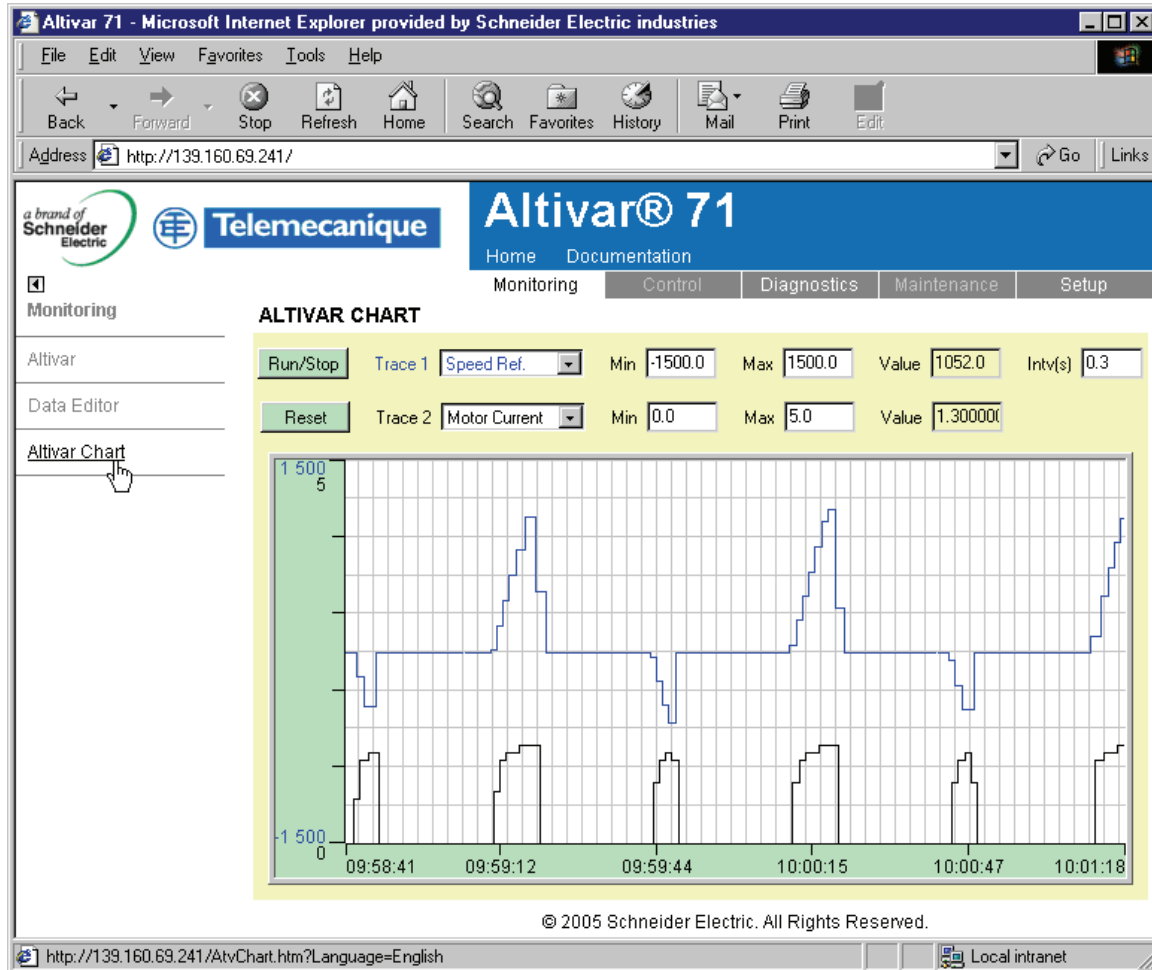 Altivar 71 - Microsoft Internet Explorer provided by Schneider Electric industries
File Edit View Favorites Tools Help
Back Forward Stop Refresh Home Search Favorites History Mail Print Edit
Address http://139.160.69.241/ Go Links
a brand of
Schneider
Electric
Telemecanique
Altivar® 71
Home Documentation
Monitoring Control Diagnostics Maintenance Setup
Monitoring
Altivar
Data Editor
Altivar Chart
ALTIVAR CHART
Run/Stop Trace 1 Speed Ref. Min -1500.0 Max 1500.0 Value 1052.0 Intv(s) 0.3
Reset Trace 2 Motor Current Min 0.0 Max 5.0 Value 1.300000
1 500
5
-1 500
0
09:58:41 09:59:12 09:59:44 10:00:15 10:00:47 10:01:18
© 2005 Schneider Electric. All Rights Reserved.
http://139.160.69.241/AtvChart.htm?Language=English Local intranet